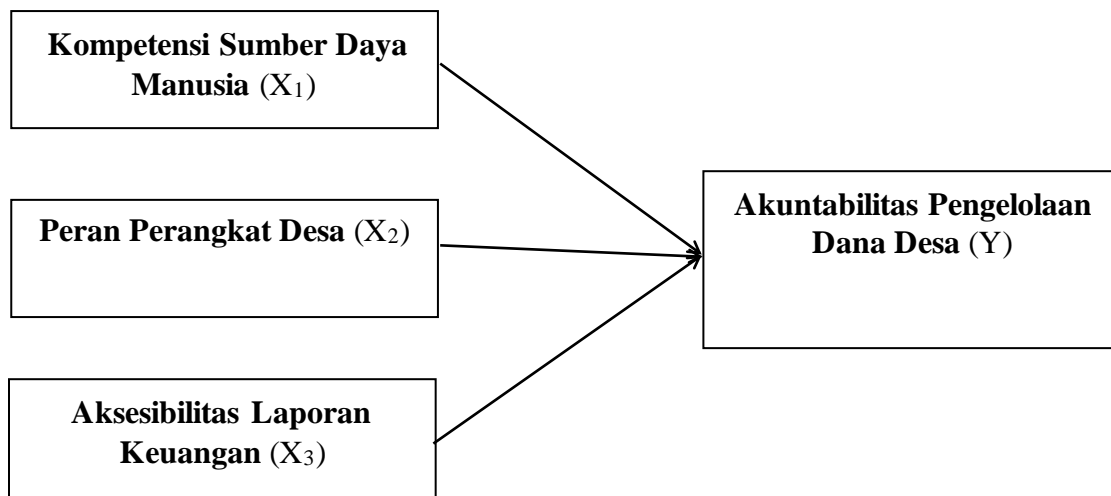 Kompetensi Sumber Daya
Manusia (X₁)
Peran Perangkat Desa (X₂)
Aksesibilitas Laporan
Keuangan (X₃)
Akuntabilitas Pengelolaan
Dana Desa (Y)